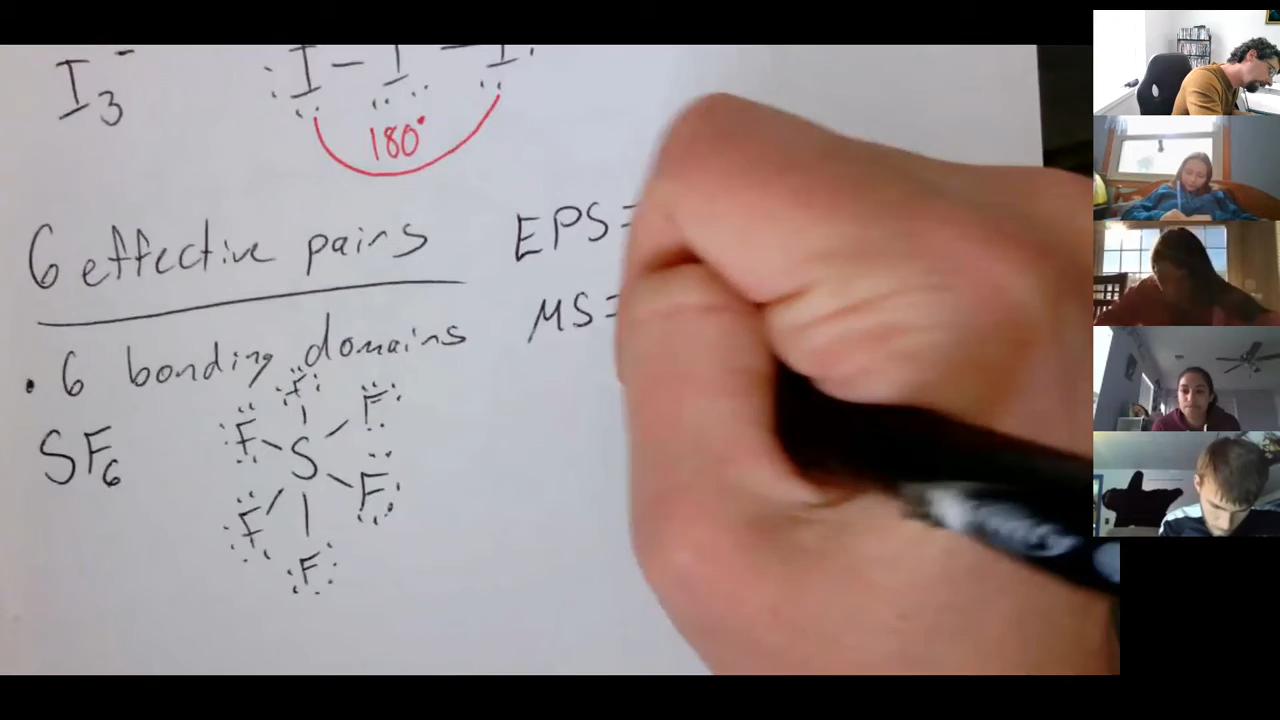 I3⁻
I – I – I
180°
6 effective pairs
EPS=
MS=
• 6 bonding domains
SF6
F
F
F
S
F
F
F